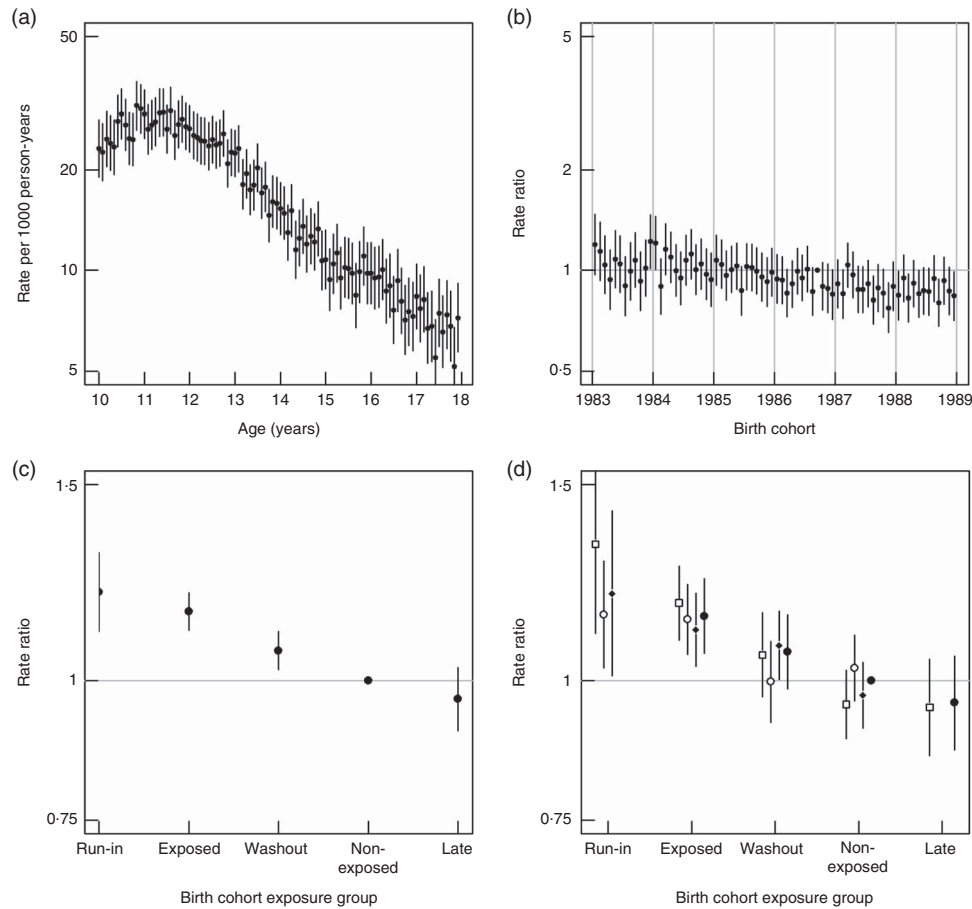 (a)
50
20
10
5
Rate per 1000 person-years
10 11 12 13 14 15 16 17 18
Age (years)
(b)
5
2
1
0·5
Rate ratio
1983 1984 1985 1986 1987 1988 1989
Birth cohort
(c)
1·5
1
0·75
Rate ratio
Run-in Exposed Washout Non-
exposed Late
Birth cohort exposure group
(d)
1·5
1
0·75
Rate ratio
Run-in Exposed Washout Non-
exposed Late
Birth cohort exposure group